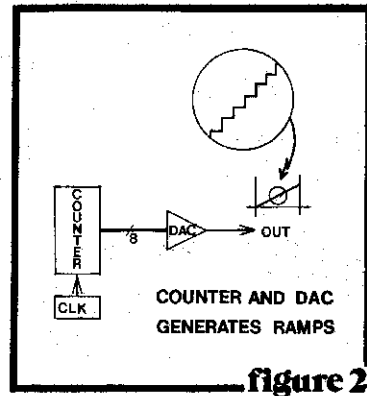 COUNTER
8
DAC
OUT
CLK
COUNTER AND DAC
GENERATES RAMPS
figure 2